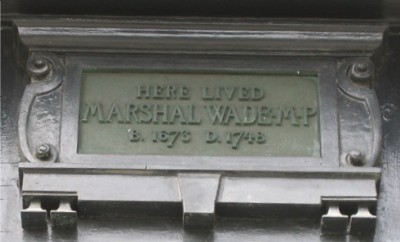 HERE LIVED
MARSHAL WADE·M·P
B. 1673 D. 1748